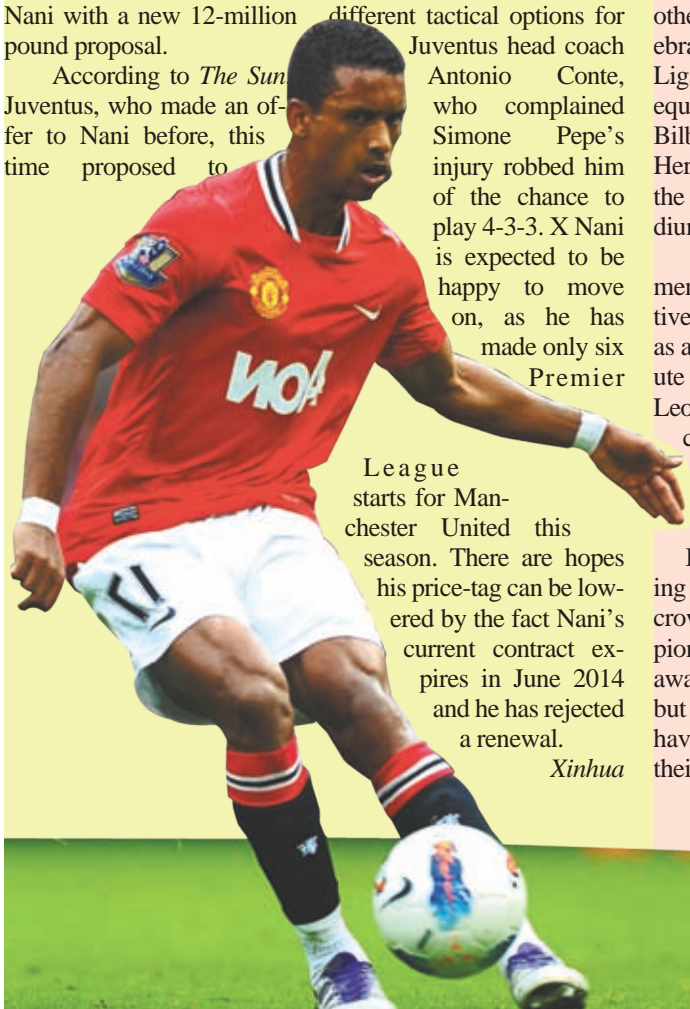 Nani with a new 12-million
pound proposal.
According to The Sun,
Juventus, who made an of-
fer to Nani before, this
time proposed to
different tactical options for
Juventus head coach
Antonio Conte,
who complained
Simone Pepe's
injury robbed him
of the chance to
play 4-3-3. X Nani
is expected to be
happy to move
on, as he has
made only six
Premier
League
starts for Man-
chester United this
season. There are hopes
his price-tag can be low-
ered by the fact Nani's
current contract ex-
pires in June 2014
and he has rejected
a renewal.
Xinhua
AON
17